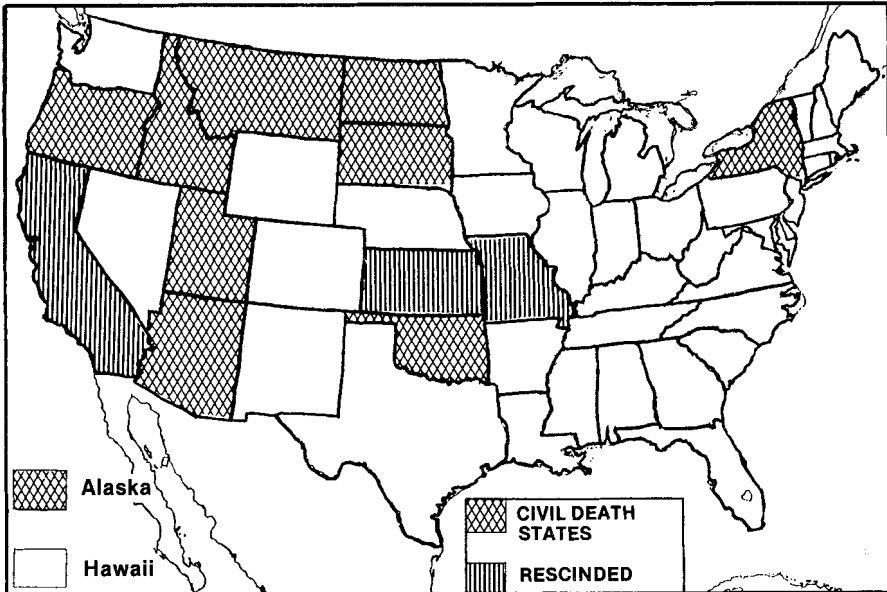 Alaska
Hawaii
CIVIL DEATH
STATES
RESCINDED